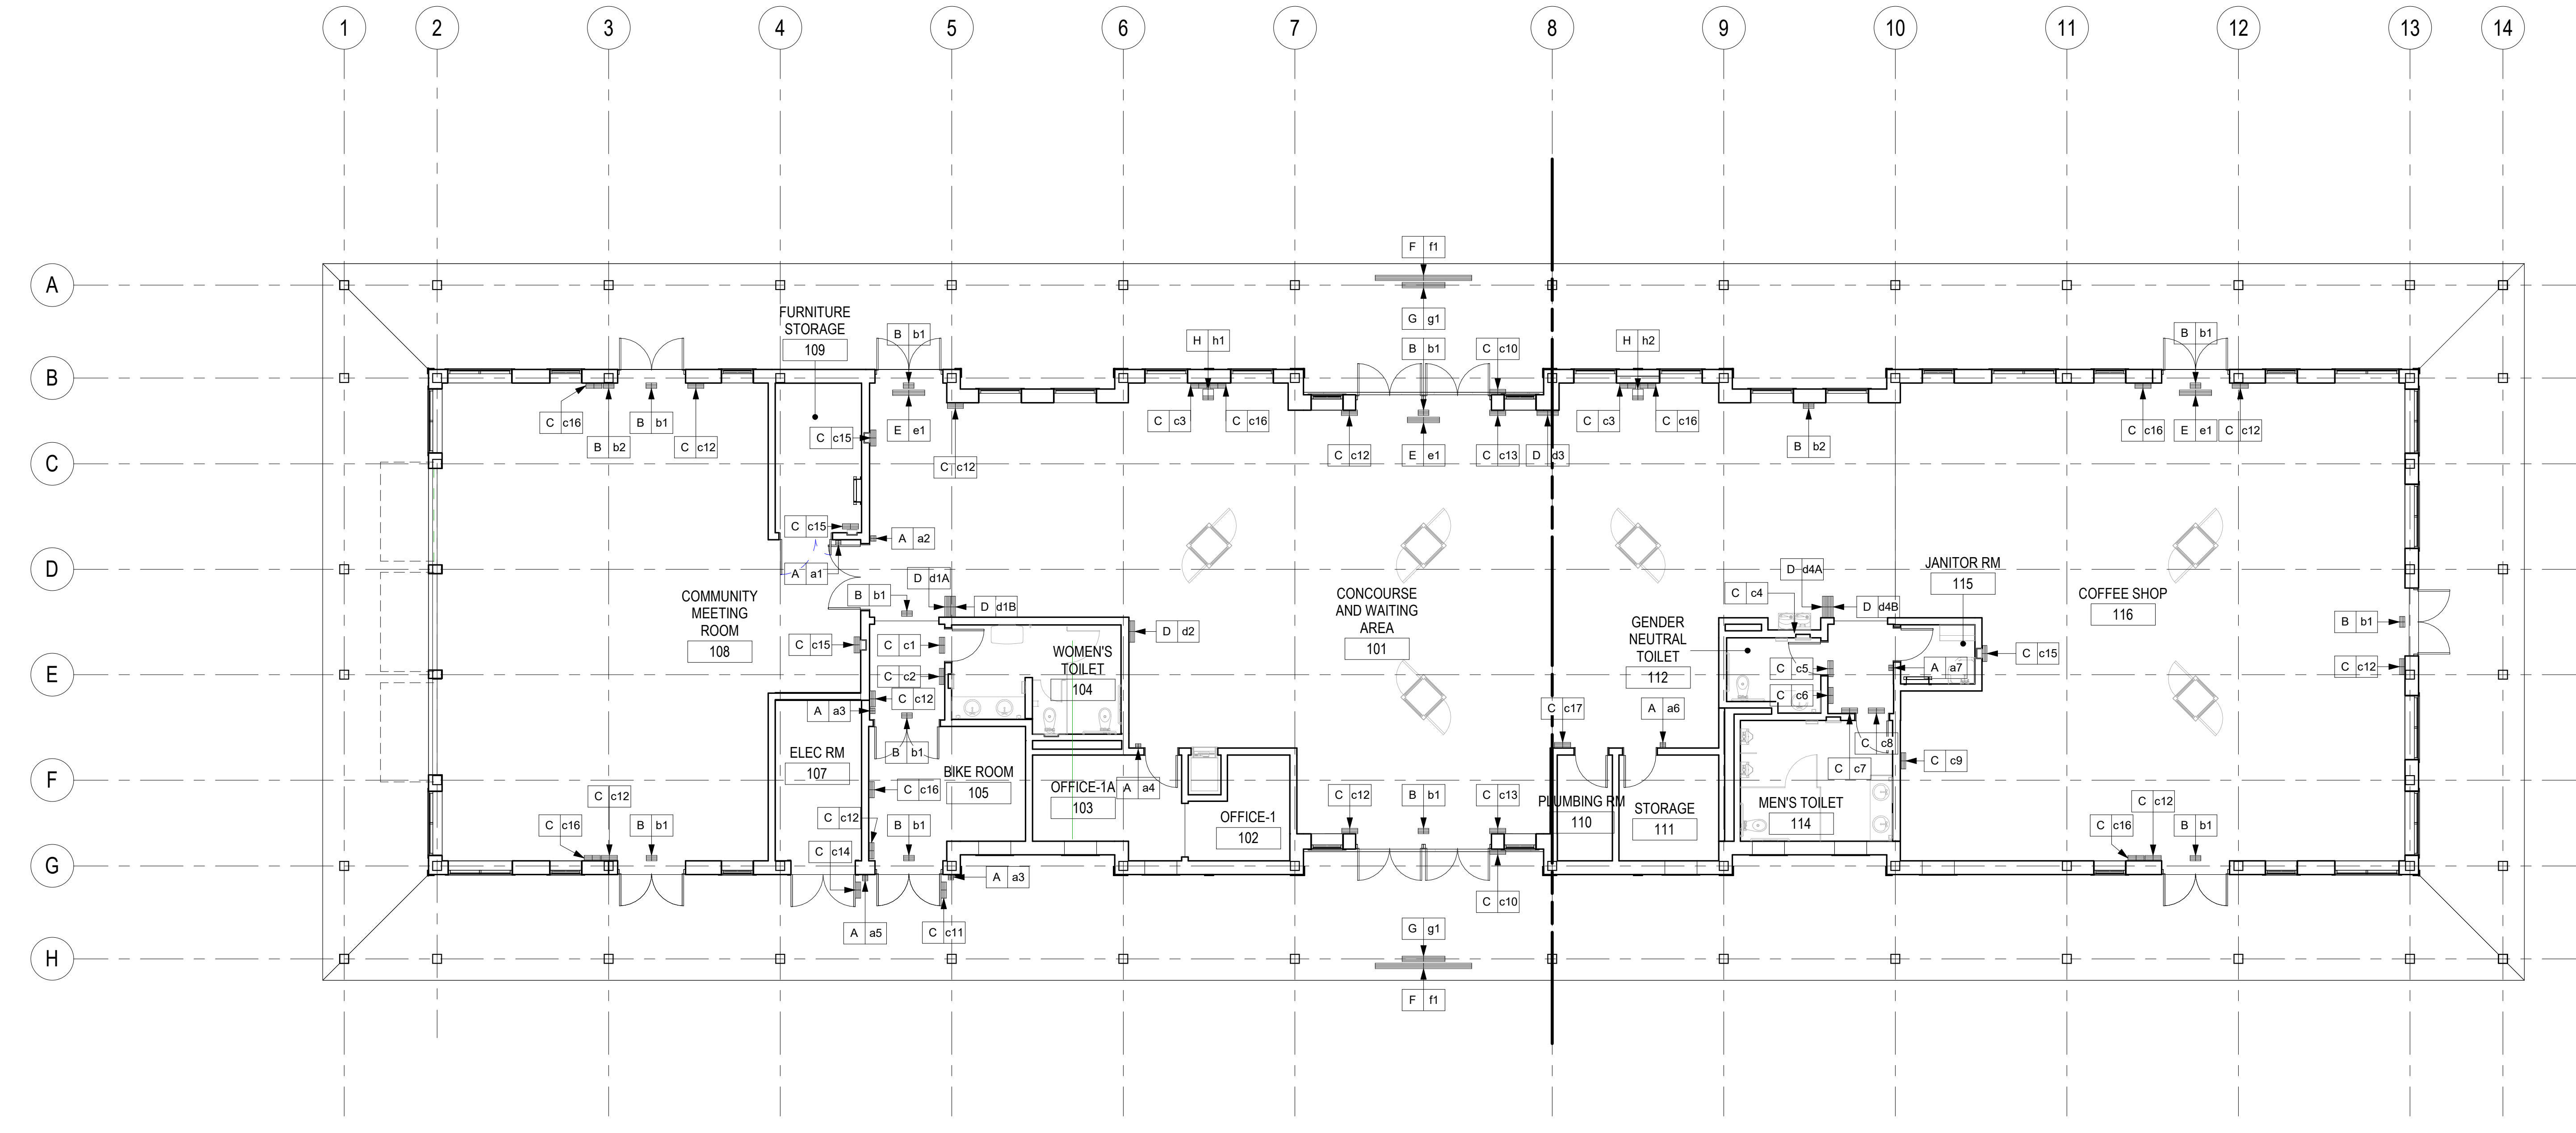 1 2 3 4 5 6 7 8 9 10 11 12 13 14
F f1
A
G g1
FURNITURE
STORAGE
109
B b1
H h1
B b1
C c10
H h2
B b1
B
C c16
B b2
B b1
C c12
C c15
E e1
C c12
C c3
C c16
C c12
E e1
C c13
D d3
C c3
C c16
B b2
C c16
E e1
C c12
C
C c15
A a2
D
A a1
D d1A
D d4A
JANITOR RM
115
COMMUNITY
MEETING
ROOM
108
B b1
D d1B
CONCOURSE
AND WAITING
AREA
101
C c4
D d4B
COFFEE SHOP
116
B b1
C c15
C c1
D d2
GENDER
NEUTRAL
TOILET
112
WOMEN'S
TOILET
104
C c5
A a7
C c15
C c12
E
C c2
C c12
C c6
A a3
C c17
A a6
ELEC RM
107
B b1
C c8
BIKE ROOM
105
C c7
C c9
F
OFFICE-1A
103
A a4
C c16
C c12
C c12
B b1
C c13
PLUMBING RM
110
STORAGE
111
MEN'S TOILET
114
C c12
C c16
B b1
C c12
B b1
OFFICE-1
102
C c16
B b1
C c14
G
A a3
C c10
A a5
C c11
G g1
H
F f1